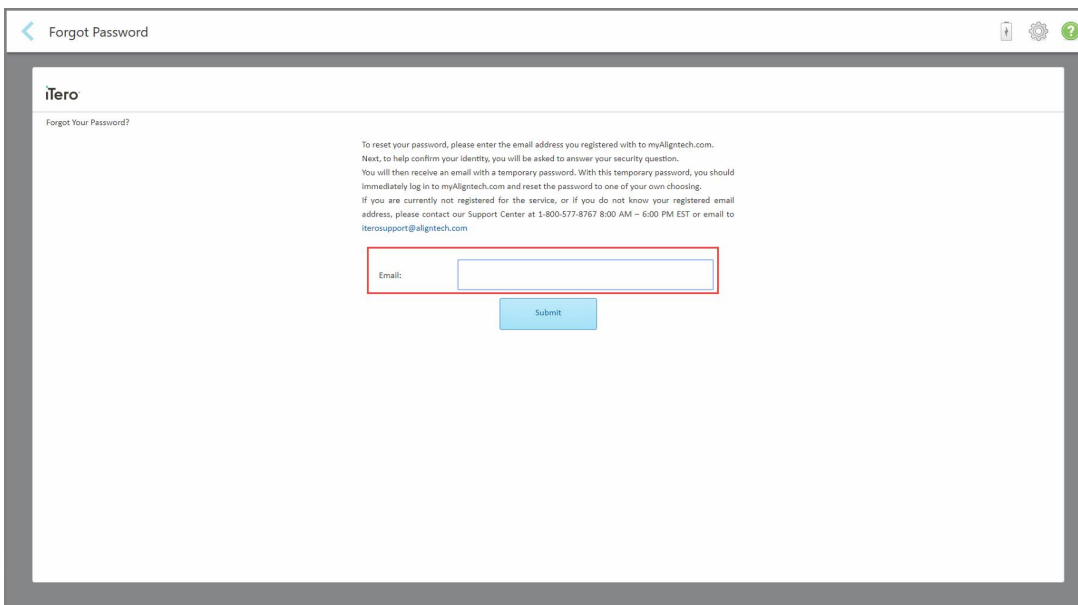 Forgot Password
iTero
Forgot Your Password?
To reset your password, please enter the email address you registered with to myAligntech.com.
Next, to help confirm your identity, you will be asked to answer your security question.
You will then receive an email with a temporary password. With this temporary password, you should
immediately log in to myAligntech.com and reset the password to one of your own choosing.
If you are currently not registered for the service, or if you do not know your registered email
address, please contact our Support Center at 1-800-577-8767 8:00 AM – 6:00 PM EST or email to
iterosupport@aligntech.com
Email:
Submit